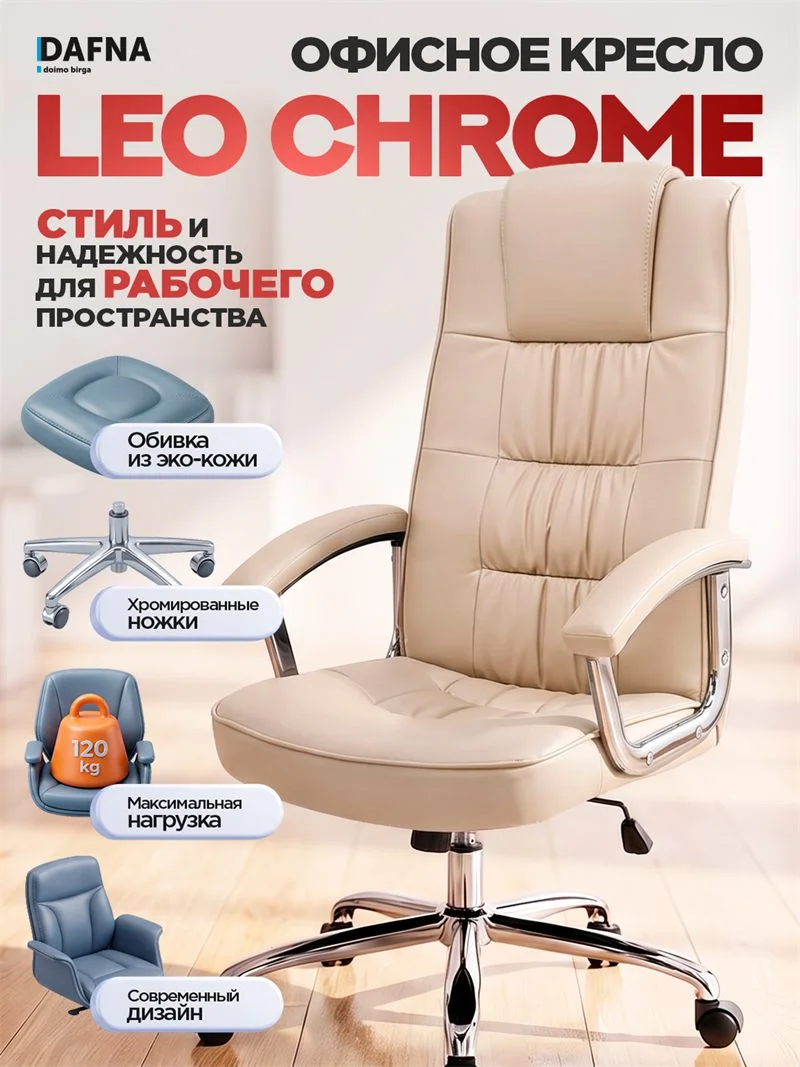 DAFNA
doimo birga
ОФИСНОЕ КРЕСЛО
LEO CHROME
СТИЛЬ И
НАДЕЖНОСТЬ
для РАБОЧЕГО
ПРОСТРАНСТВА
Обивка
из эко-кожи
Хромированные
ножки
120
kg
Максимальная
нагрузка
Современный
дизайн